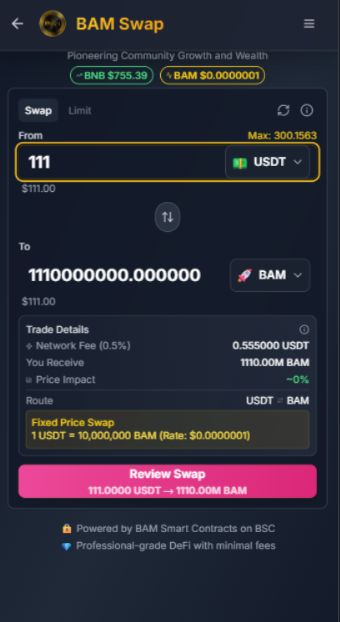 BAM Swap
Pioneering Community Growth and Wealth
BNB $755.39 BAM $0.0000001
Swap Limit
From Max: 300.1563
111 USDT
$111.00
To
1110000000.000000 BAM
$111.00
Trade Details
Network Fee (0.5%) 0.555000 USDT
You Receive 1110.00M BAM
Price Impact ~0%
Route USDT ⇌ BAM
Fixed Price Swap
1 USDT = 10,000,000 BAM (Rate: $0.0000001)
Review Swap
111.0000 USDT → 1110.00M BAM
Powered by BAM Smart Contracts on BSC
Professional-grade DeFi with minimal fees